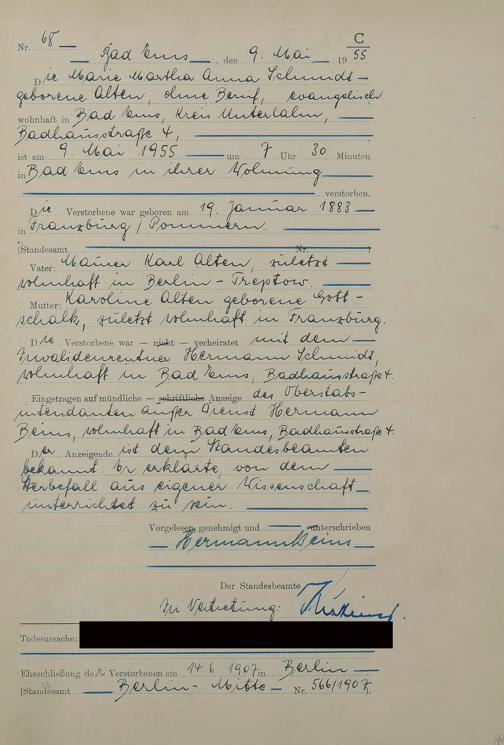 C
Nr. 68
Bad Ems, den 9. Mai 1955
Die Marie Martha Anna Schmidt
geborene Alten, ohne Beruf, evangelisch
wohnhaft in Bad Ems, Kreis Unterlahn,
Badhausstraße 4,
ist am 9. Mai 1955 um 7 Uhr 30 Minuten
in Bad Ems in ihrer Wohnung
verstorben.
Die Verstorbene war geboren am 19. Januar 1883
in Franzburg / Pommern.
(Standesamt Nr. )
Vater: Karl Alten, zuletzt
wohnhaft in Berlin-Treptow.
Mutter: Karoline Alten geborene Gott-
schalk, zuletzt wohnhaft in Franzburg.
Die Verstorbene war — nicht — verheiratet mit dem
Invalidenrentner Hermann Schmidt,
wohnhaft in Bad Ems, Badhausstraße 4.
Eingetragen auf mündliche — schriftliche — Anzeige des Oberstabs-
intendanten außer Dienst Hermann
Beins, wohnhaft in Bad Ems, Badhausstraße 4.
Der Anzeigende ist dem Standesbeamten
bekannt. Er erklärte, von dem
Sterbefall aus eigener Wissenschaft
unterrichtet zu sein.
Vorgelesen, genehmigt und unterschrieben
Hermann Beins
Der Standesbeamte
In Vertretung:
Todesursache:
Eheschließung der Verstorbenen am 14.6.1907 in Berlin
(Standesamt Berlin-Mitte Nr. 566/1907)